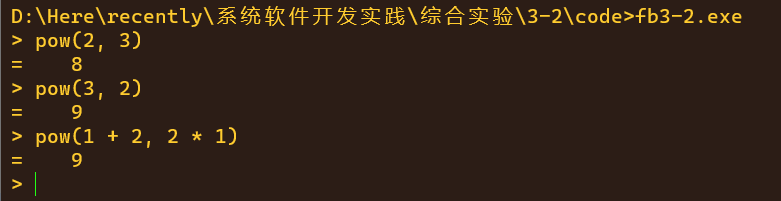 D:\Here\recently\系统软件开发实践\综合实验\3-2\code>fb3-2.exe
> pow(2, 3)
=    8
> pow(3, 2)
=    9
> pow(1 + 2, 2 * 1)
=    9
>